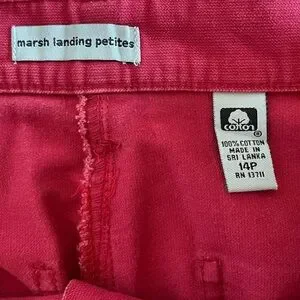 marsh landing petites
cotton
®
100% COTTON
MADE IN
SRI LANKA
14P
RN 13711